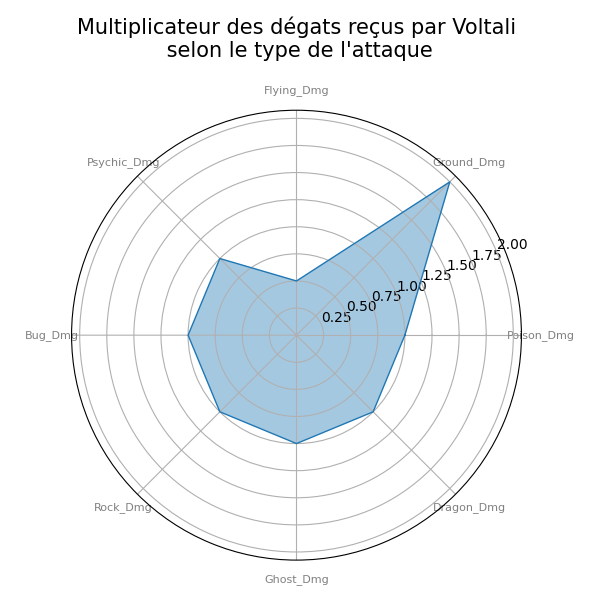 Multiplicateur des dégats reçus par Voltali
selon le type de l'attaque
Flying_Dmg
Psychic_Dmg
Ground_Dmg
2.00
1.75
1.50
1.25
1.00
0.75
0.50
0.25
Bug_Dmg
Poison_Dmg
Rock_Dmg
Dragon_Dmg
Ghost_Dmg